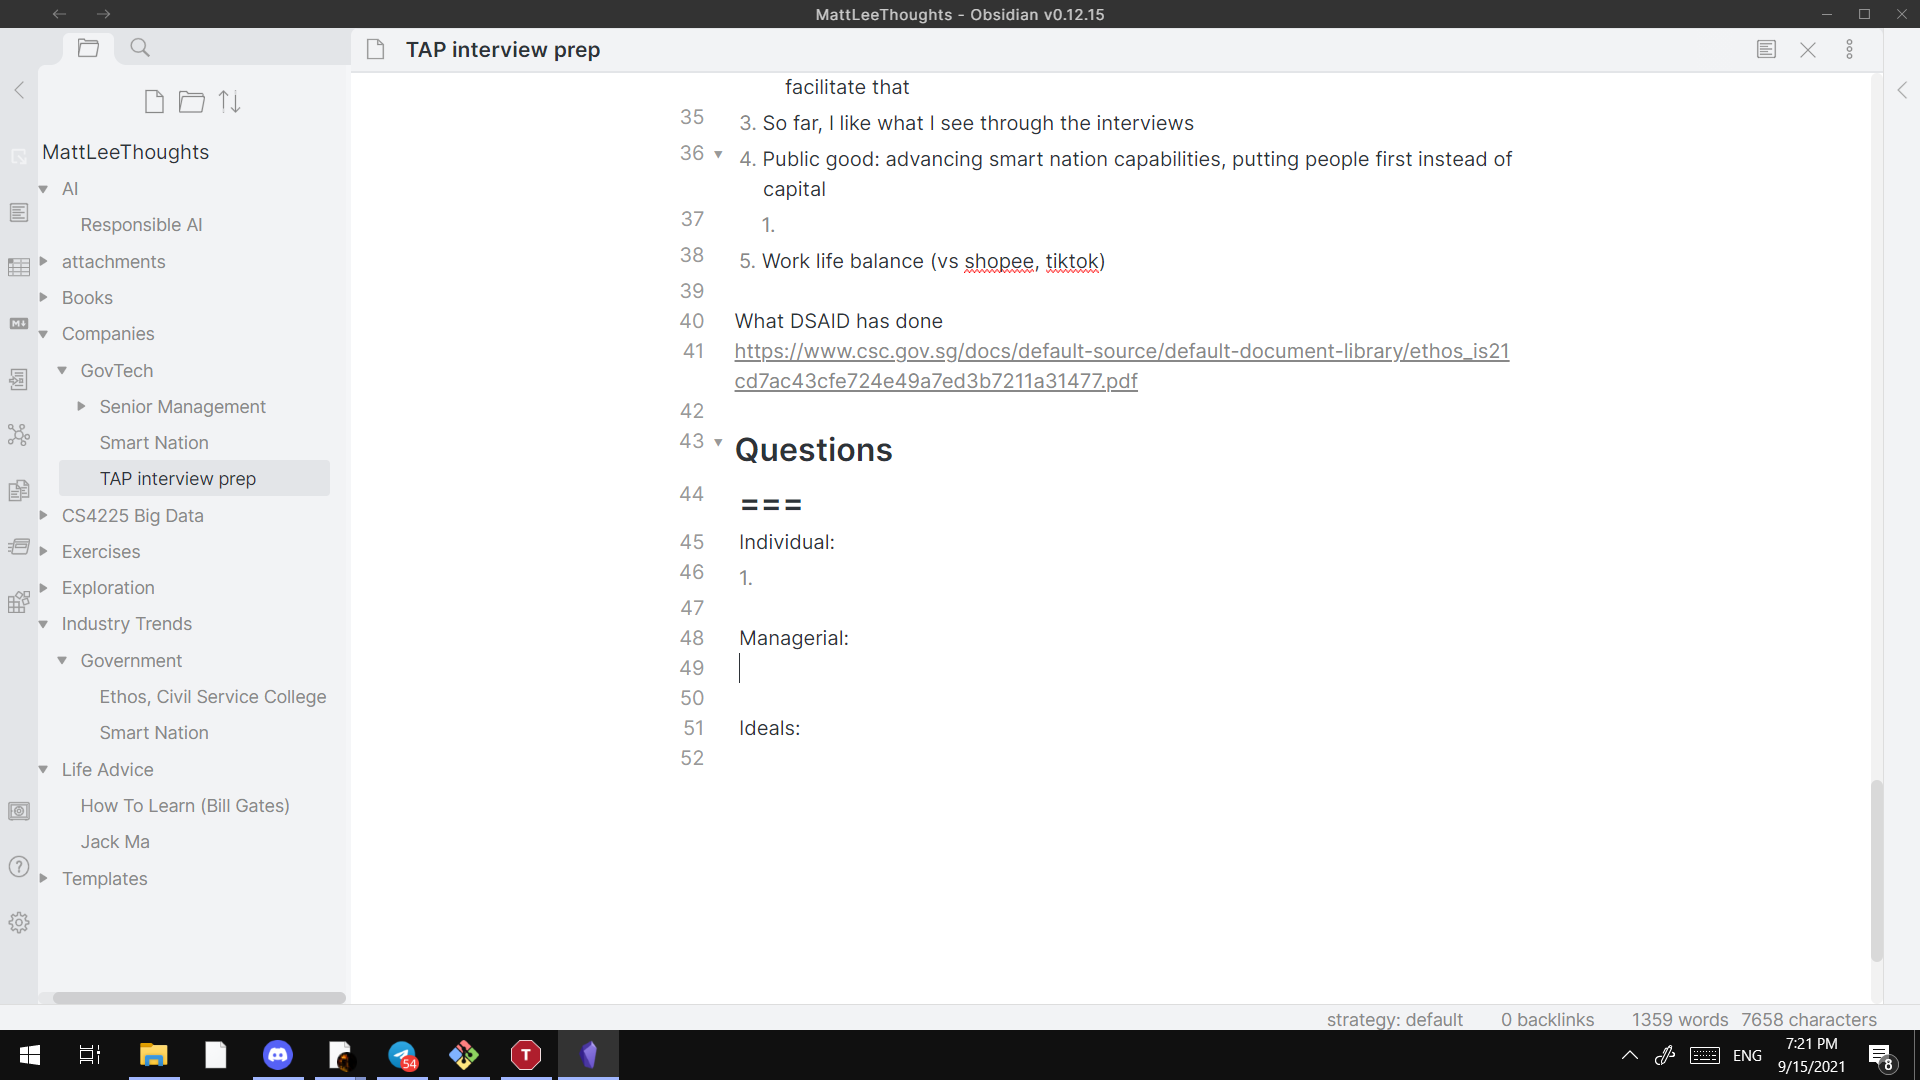 MattLeeThoughts - Obsidian v0.12.15
TAP interview prep
MattLeeThoughts
AI
Responsible AI
attachments
Books
Companies
GovTech
Senior Management
Smart Nation
TAP interview prep
CS4225 Big Data
Exercises
Exploration
Industry Trends
Government
Ethos, Civil Service College
Smart Nation
Life Advice
How To Learn (Bill Gates)
Jack Ma
Templates
facilitate that
35 3. So far, I like what I see through the interviews
36 4. Public good: advancing smart nation capabilities, putting people first instead of
capital
37 1.
38 5. Work life balance (vs shopee, tiktok)
39
40 What DSAID has done
41 https://www.csc.gov.sg/docs/default-source/default-document-library/ethos_is21
cd7ac43cfe724e49a7ed3b7211a31477.pdf
42
43 Questions
44 ===
45 Individual:
46 1.
47
48 Managerial:
49
50
51 Ideals:
52
strategy: default 0 backlinks 1359 words 7658 characters
54
T
ENG
7:21 PM
9/15/2021
8